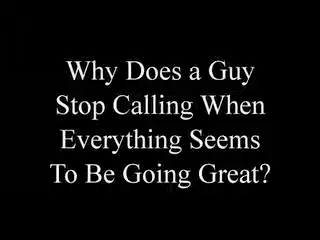 Why Does a Guy
Stop Calling When
Everything Seems
To Be Going Great?